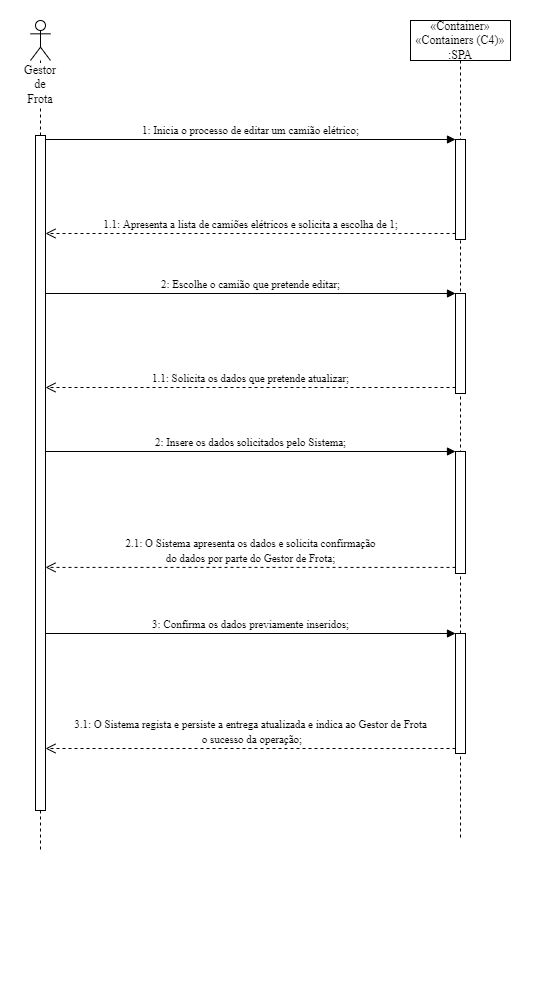 «Container»
«Containers (C4)»
:SPA
Gestor
de
Frota
1: Inicia o processo de editar um camião elétrico;
1.1: Apresenta a lista de camiões elétricos e solicita a escolha de 1;
2: Escolhe o camião que pretende editar;
1.1: Solicita os dados que pretende atualizar;
2: Insere os dados solicitados pelo Sistema;
2.1: O Sistema apresenta os dados e solicita confirmação
do dados por parte do Gestor de Frota;
3: Confirma os dados previamente inseridos;
3.1: O Sistema regista e persiste a entrega atualizada e indica ao Gestor de Frota
o sucesso da operação;